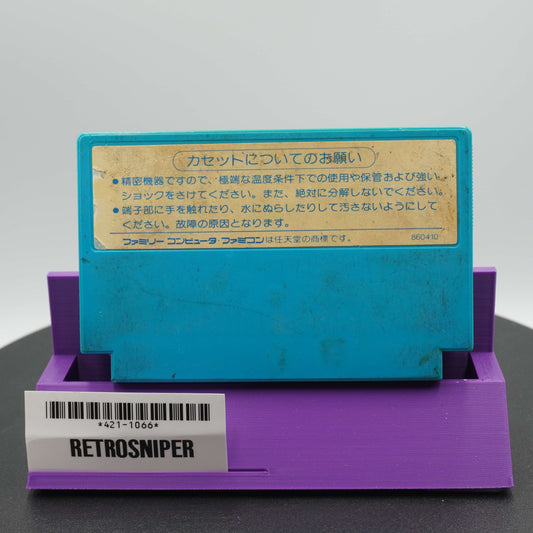 カセットについてのお願い
●精密機器ですので、極端な温度条件下での使用や保管および強い
ショックをさけてください。また、絶対に分解しないでください。
●端子部に手を触れたり、水にぬらしたりして汚さないようにして
ください。故障の原因となります。
ファミリーコンピュータ・ファミコンは任天堂の商標です。 860410
*421-1066*
RETROSNIPER